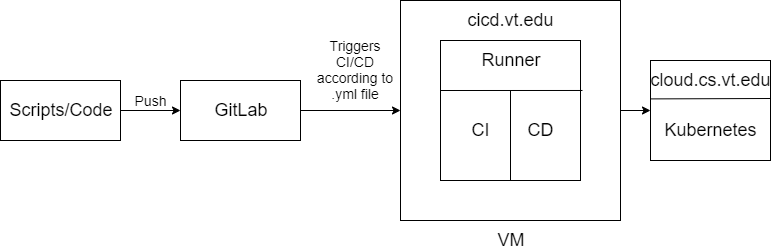 Scripts/Code
Push
GitLab
Triggers
CI/CD
according to
.yml file
cicd.vt.edu
Runner
CI
CD
VM
cloud.cs.vt.edu
Kubernetes